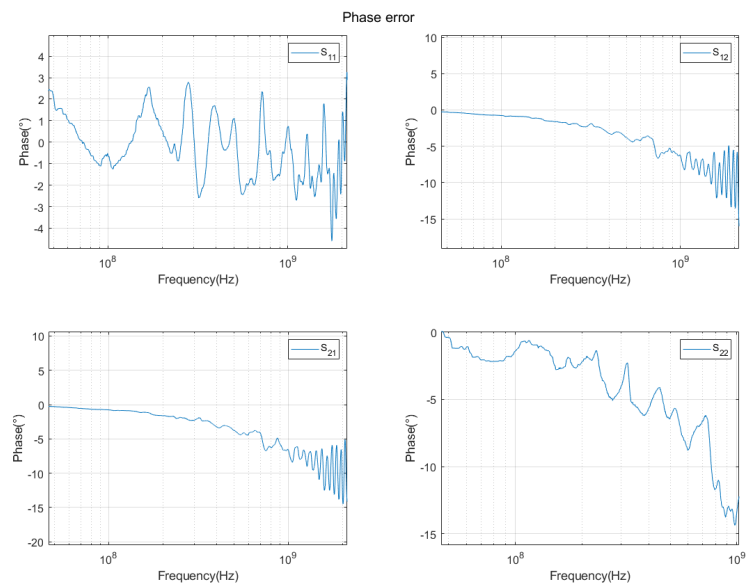 Phase error
4
3
2
1
0
-1
-2
-3
-4
Phase(°)
S11
10^8
10^9
Frequency(Hz)
10
5
0
-5
-10
-15
Phase(°)
S12
10^8
10^9
Frequency(Hz)
10
5
0
-5
-10
-15
-20
Phase(°)
S21
10^8
10^9
Frequency(Hz)
0
-5
-10
-15
Phase(°)
S22
10^8
10^9
Frequency(Hz)